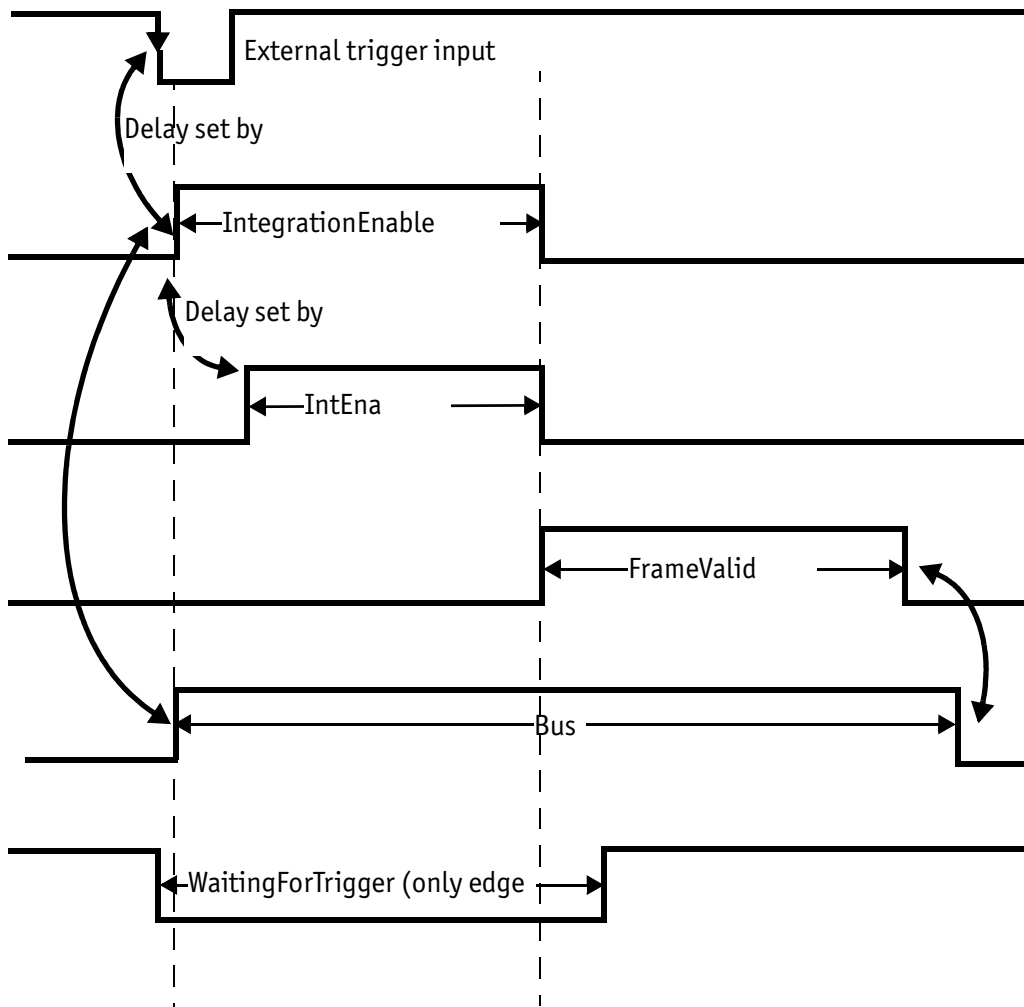 External trigger input
Delay set by
IntegrationEnable
Delay set by
IntEna
FrameValid
Bus
WaitingForTrigger (only edge